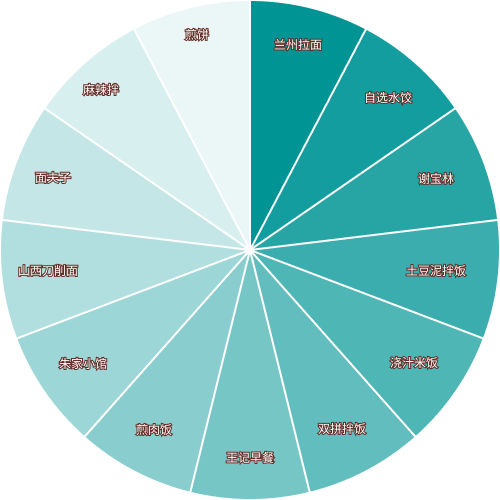 兰州拉面
自选水饺
谢宝林
土豆泥拌饭
浇汁米饭
双拼拌饭
王记早餐
煎肉饭
朱家小馆
山西刀削面
面夫子
麻辣拌
煎饼